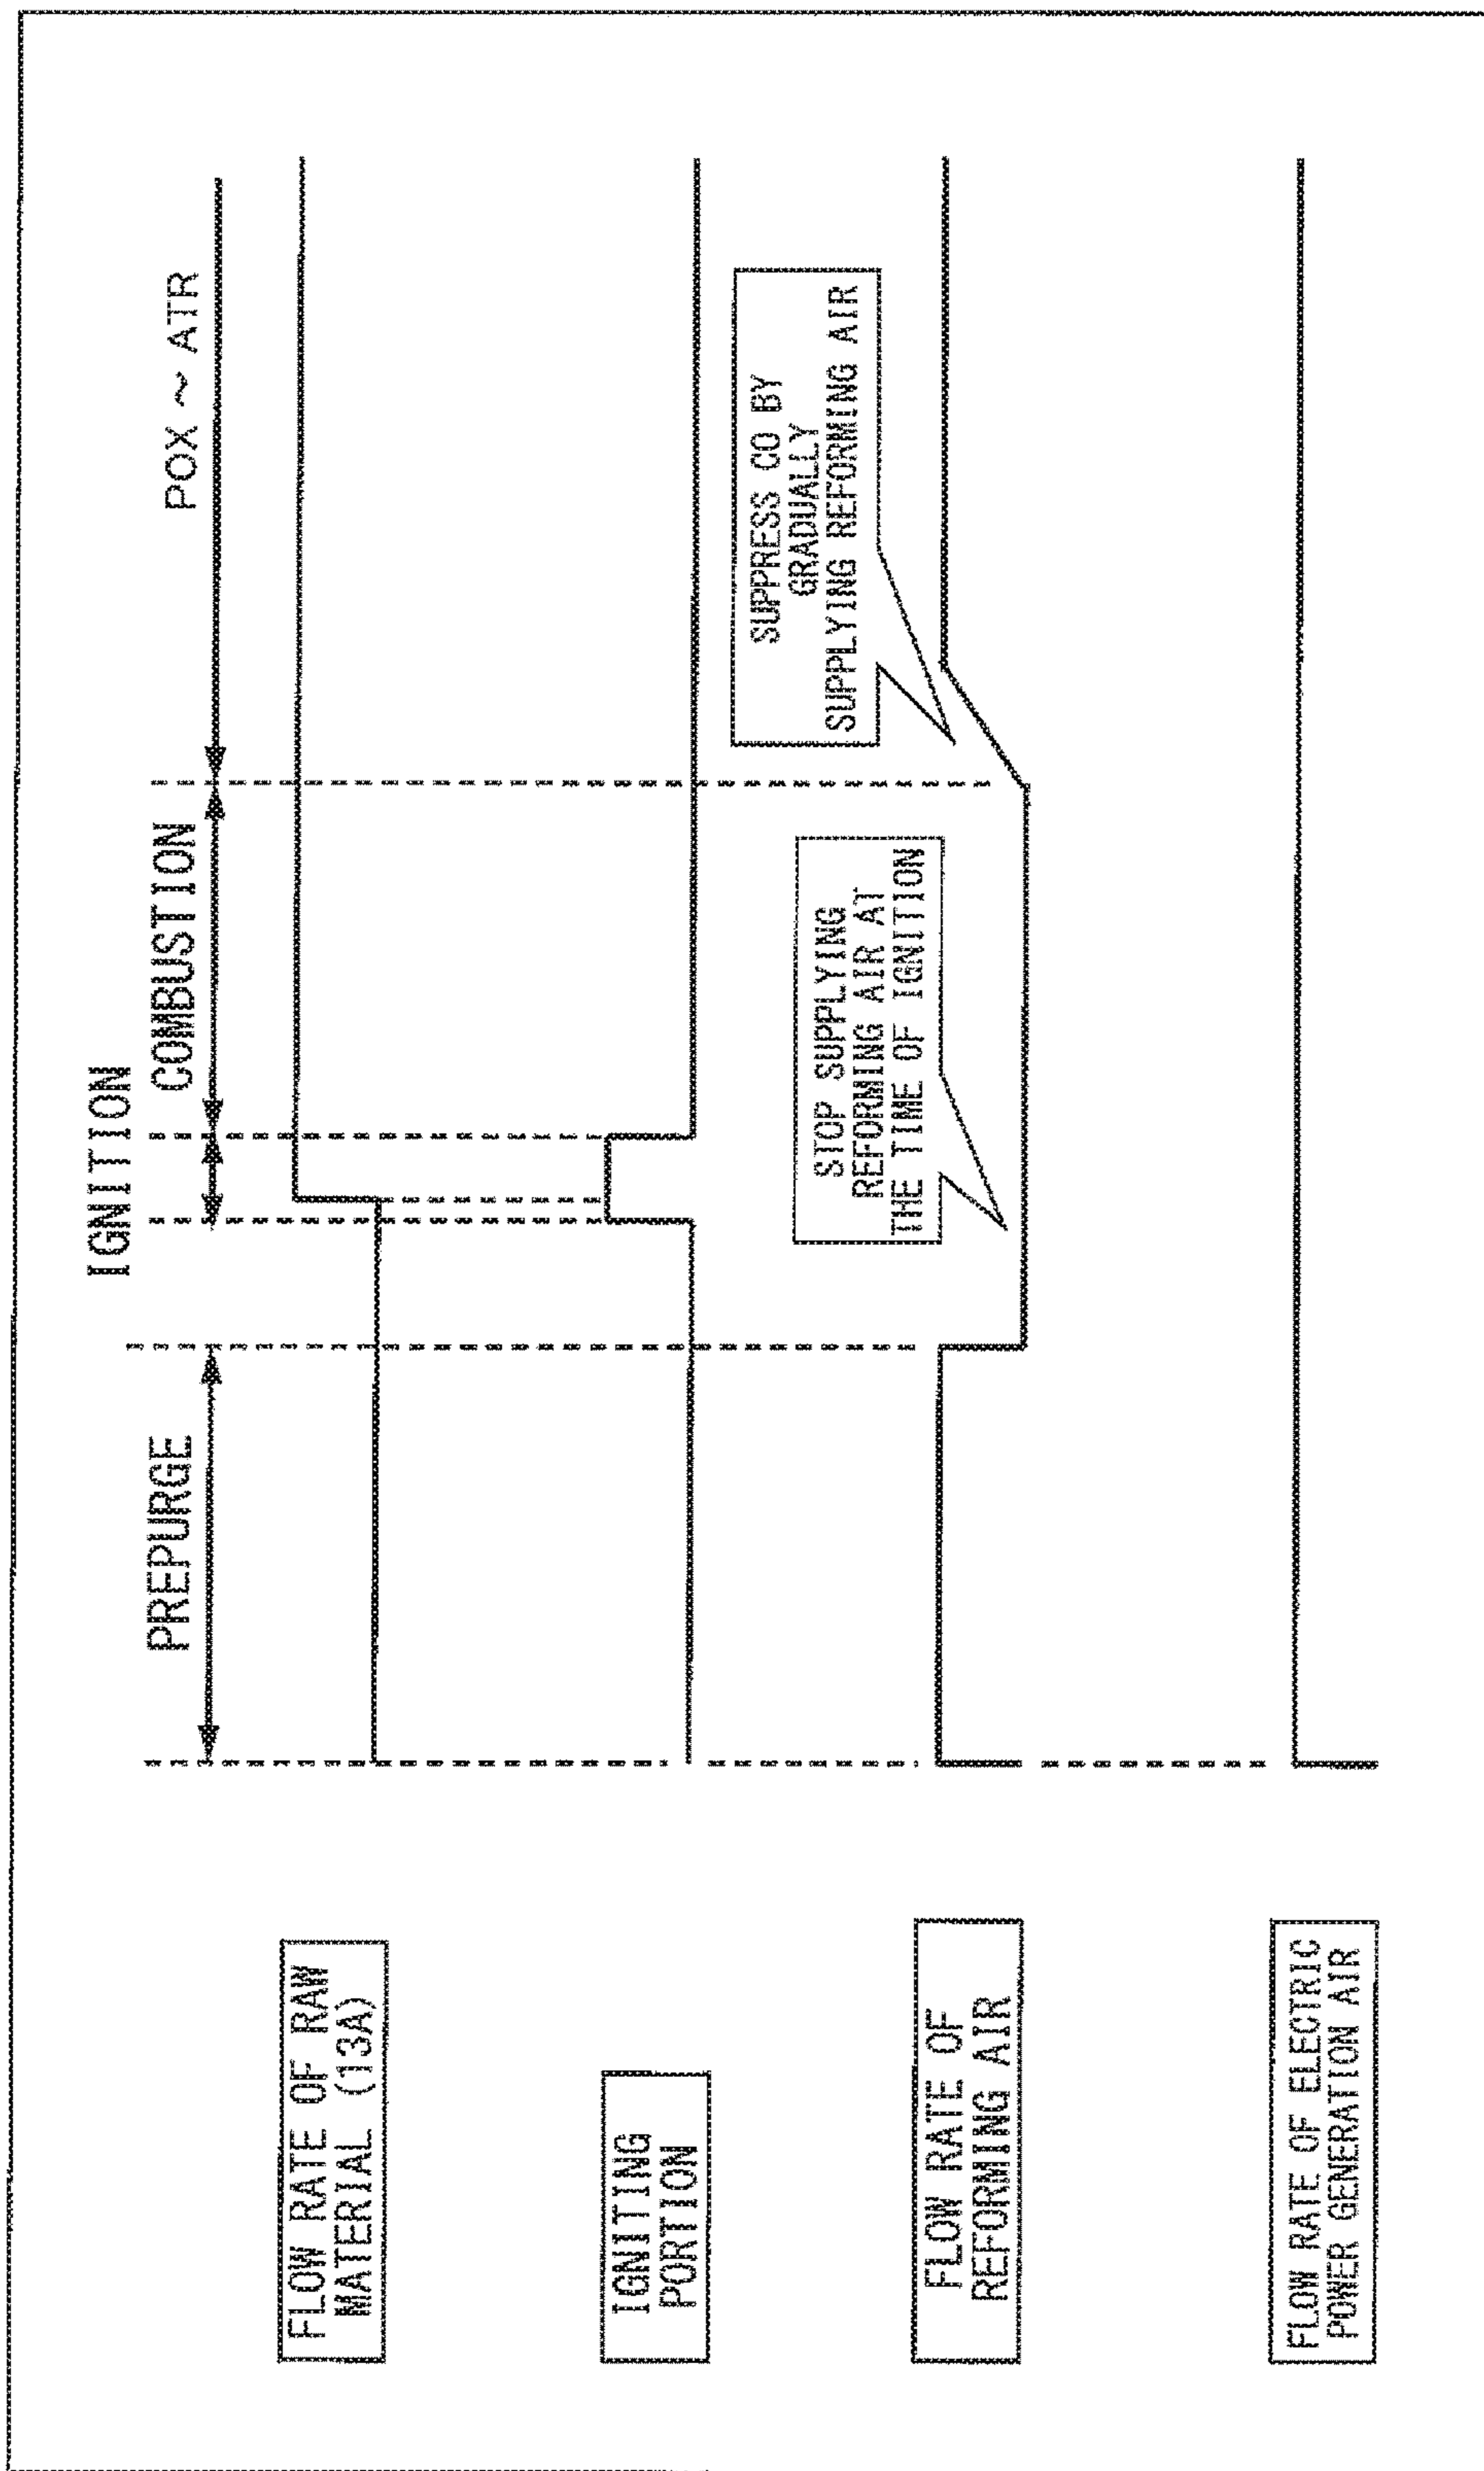 PREPURGE
IGNITION
COMBUSTION
POX ~ ATR
FLOW RATE OF RAW
MATERIAL (13A)
IGNITING
PORTION
SUPPRESS CO BY
GRADUALLY
SUPPLYING REFORMING AIR
STOP SUPPLYING
REFORMING AIR AT
THE TIME OF IGNITION
FLOW RATE OF
REFORMING AIR
FLOW RATE OF ELECTRIC
POWER GENERATION AIR